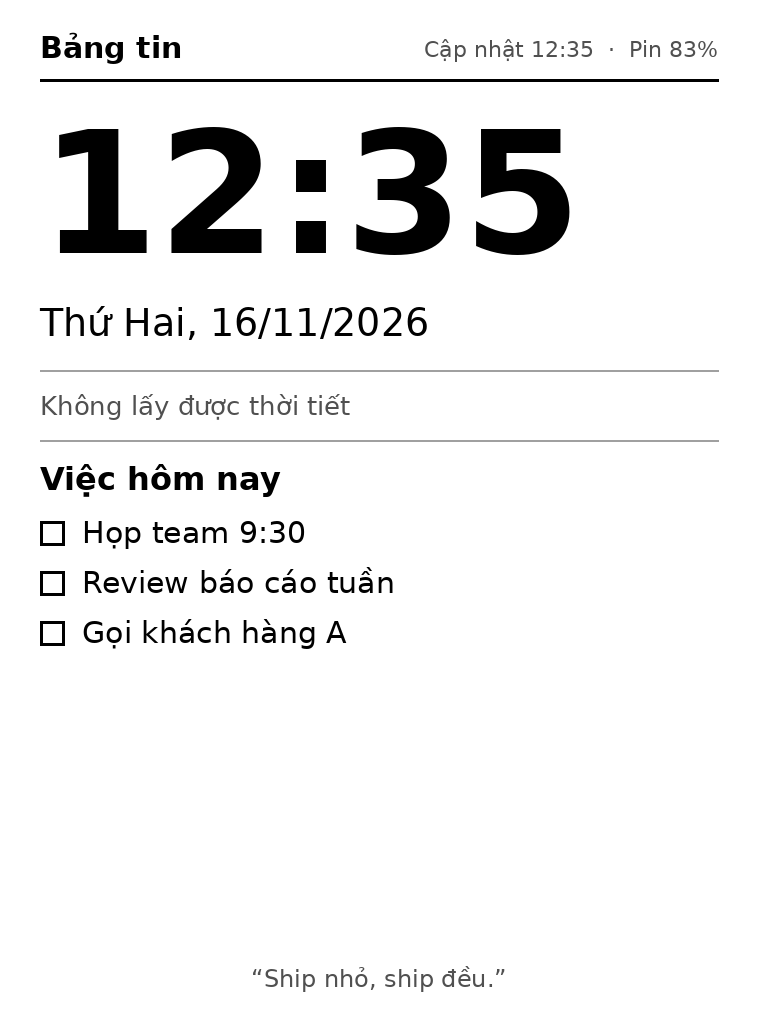 Bảng tin
Cập nhật 12:35 · Pin 83%
12:35
Thứ Hai, 16/11/2026
Không lấy được thời tiết
Việc hôm nay
Họp team 9:30
Review báo cáo tuần
Gọi khách hàng A
“Ship nhỏ, ship đều.”